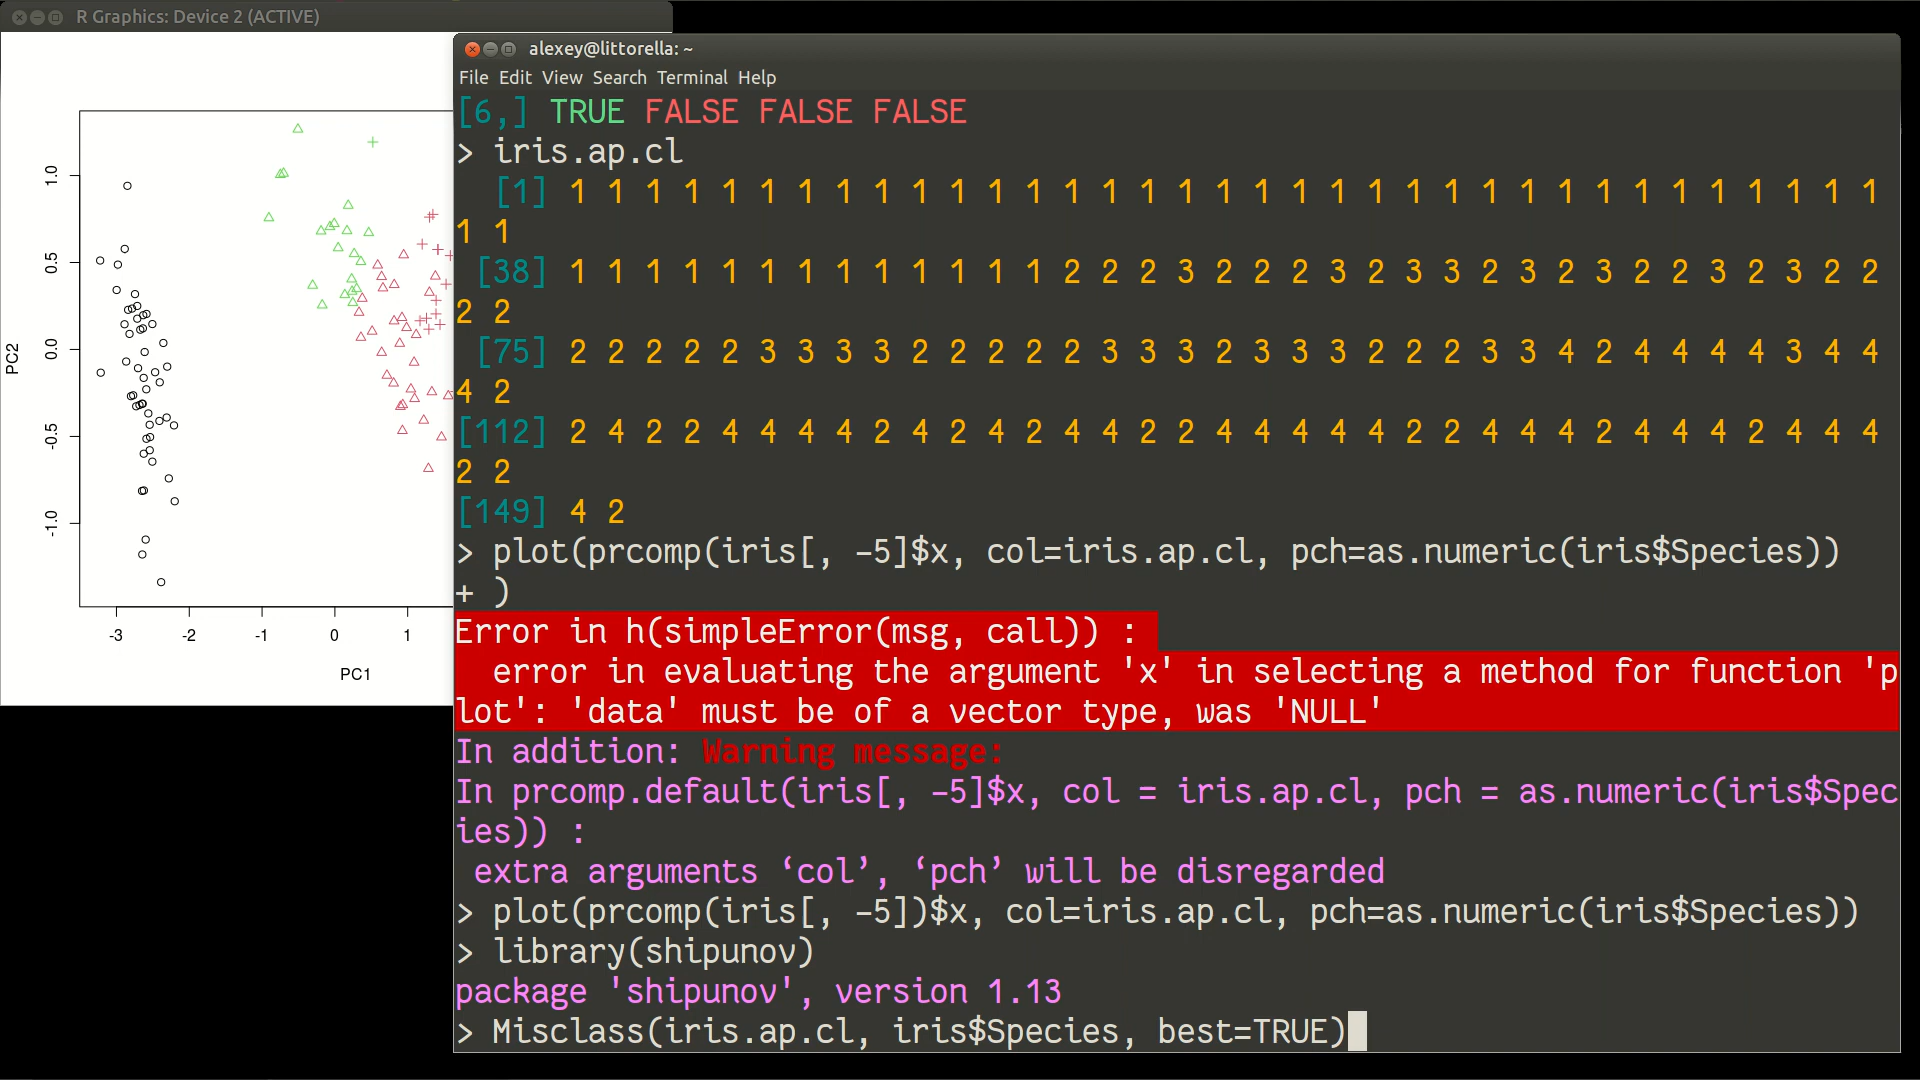 R Graphics: Device 2 (ACTIVE)
1.0
0.5
0.0
-0.5
-1.0
PC2
-3 -2 -1 0 1
PC1
alexey@littorella: ~
File Edit View Search Terminal Help
[6,] TRUE FALSE FALSE FALSE
> iris.ap.cl
[1] 1 1 1 1 1 1 1 1 1 1 1 1 1 1 1 1 1 1 1 1 1 1 1 1 1 1 1 1 1 1 1 1 1 1 1
1 1
[38] 1 1 1 1 1 1 1 1 1 1 1 1 1 2 2 2 3 2 2 2 3 2 3 3 2 3 2 3 2 2 3 2 3 2 2
2 2
[75] 2 2 2 2 2 3 3 3 3 2 2 2 2 2 3 3 3 2 3 3 3 2 2 2 3 3 4 2 4 4 4 4 3 4 4
4 2
[112] 2 4 2 2 4 4 4 4 2 4 2 4 2 4 4 2 2 4 4 4 4 4 2 2 4 4 4 2 4 4 4 2 4 4 4
2 2
[149] 4 2
> plot(prcomp(iris[, -5]$x, col=iris.ap.cl, pch=as.numeric(iris$Species))
+ )
Error in h(simpleError(msg, call)) :
error in evaluating the argument 'x' in selecting a method for function 'p
lot': 'data' must be of a vector type, was 'NULL'
In addition: Warning message:
In prcomp.default(iris[, -5]$x, col = iris.ap.cl, pch = as.numeric(iris$Spec
ies)) :
extra arguments ‘col’, ‘pch’ will be disregarded
> plot(prcomp(iris[, -5])$x, col=iris.ap.cl, pch=as.numeric(iris$Species))
> library(shipunov)
package 'shipunov', version 1.13
> Misclass(iris.ap.cl, iris$Species, best=TRUE)